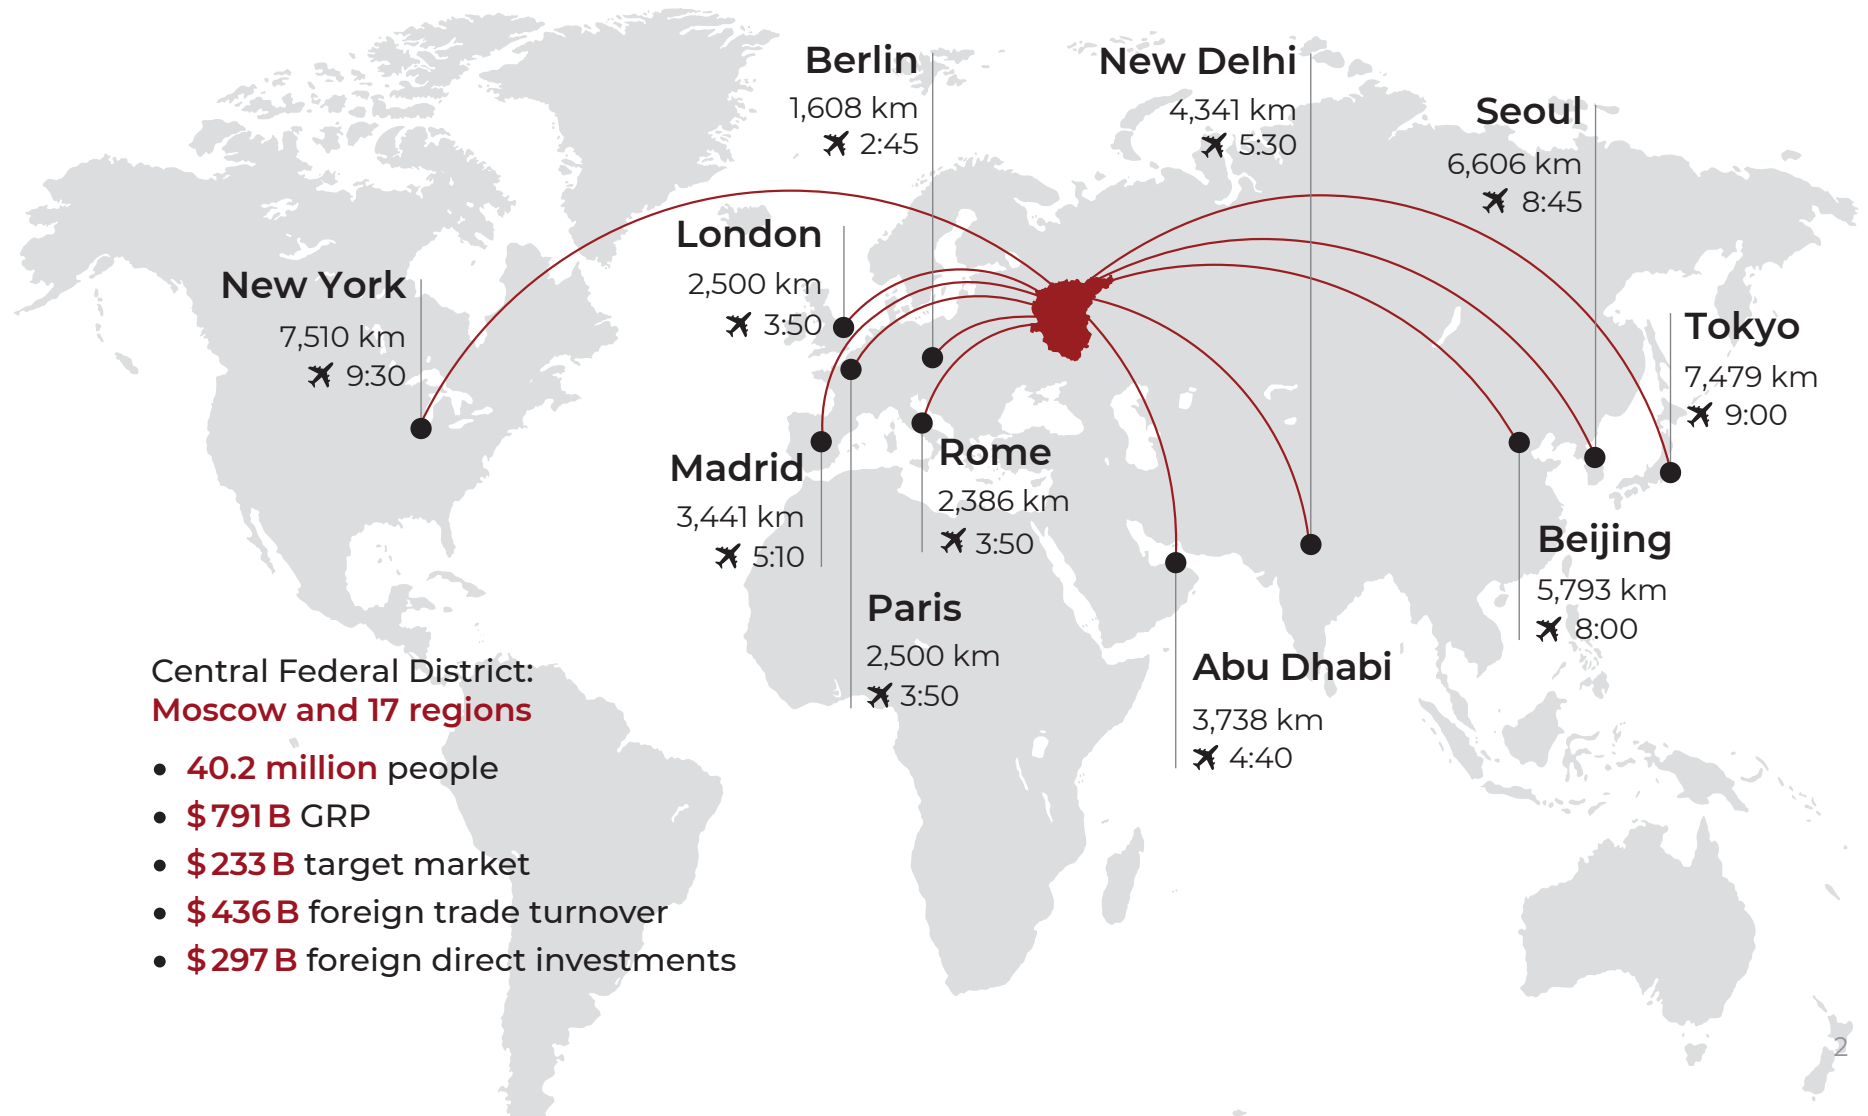 Berlin
1,608 km
2:45
New Delhi
4,341 km
5:30
Seoul
6,606 km
8:45
London
2,500 km
3:50
New York
7,510 km
9:30
Tokyo
7,479 km
9:00
Madrid
3,441 km
5:10
Rome
2,386 km
3:50
Beijing
5,793 km
8:00
Paris
2,500 km
3:50
Abu Dhabi
3,738 km
4:40
Central Federal District:
Moscow and 17 regions
• 40.2 million people
• $ 791 B GRP
• $ 233 B target market
• $ 436 B foreign trade turnover
• $ 297 B foreign direct investments
2